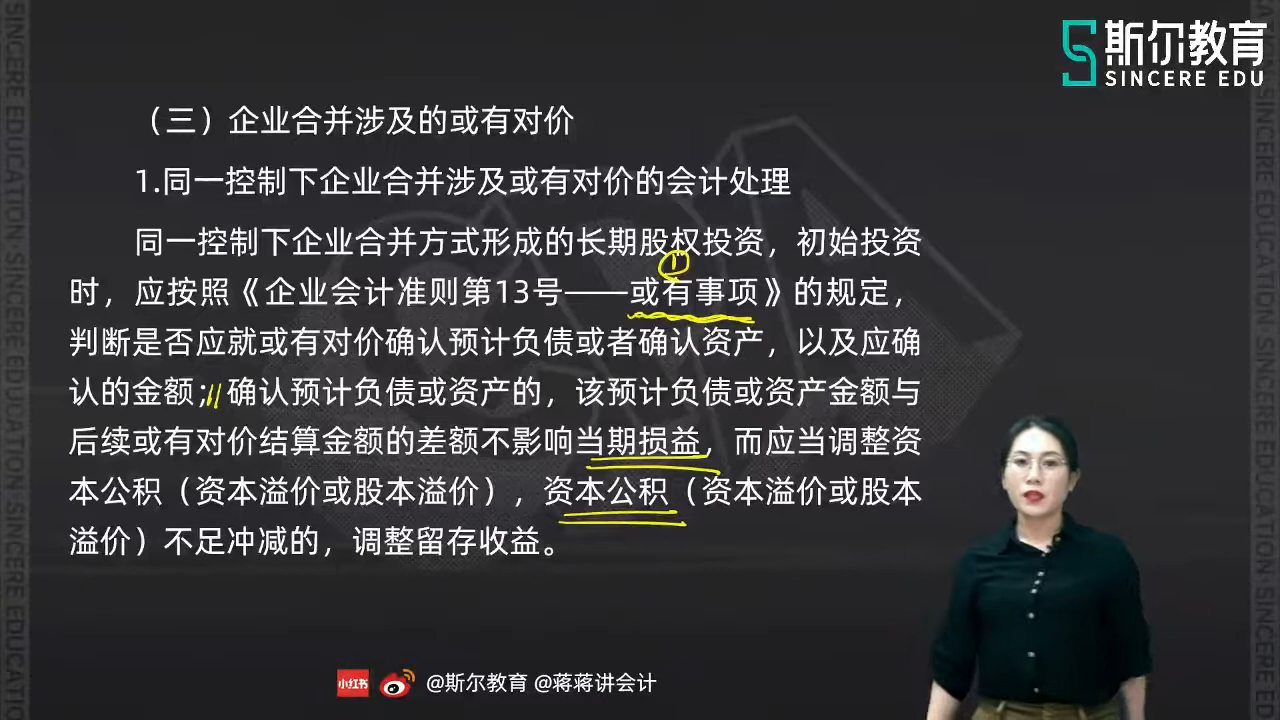 斯尔教育
SINCERE EDU
（三）企业合并涉及的或有对价
1.同一控制下企业合并涉及或有对价的会计处理
同一控制下企业合并方式形成的长期股权投资，初始投资
①
时，应按照《企业会计准则第13号——或有事项》的规定，
判断是否应就或有对价确认预计负债或者确认资产，以及应确
认的金额；确认预计负债或资产的，该预计负债或资产金额与
后续或有对价结算金额的差额不影响当期损益，而应当调整资
本公积（资本溢价或股本溢价），资本公积（资本溢价或股本
溢价）不足冲减的，调整留存收益。
小红书 @斯尔教育 @蒋蒋讲会计
SINCERE EDUCATION·SINCERE EDUCATION·SINCERE EDUCATION